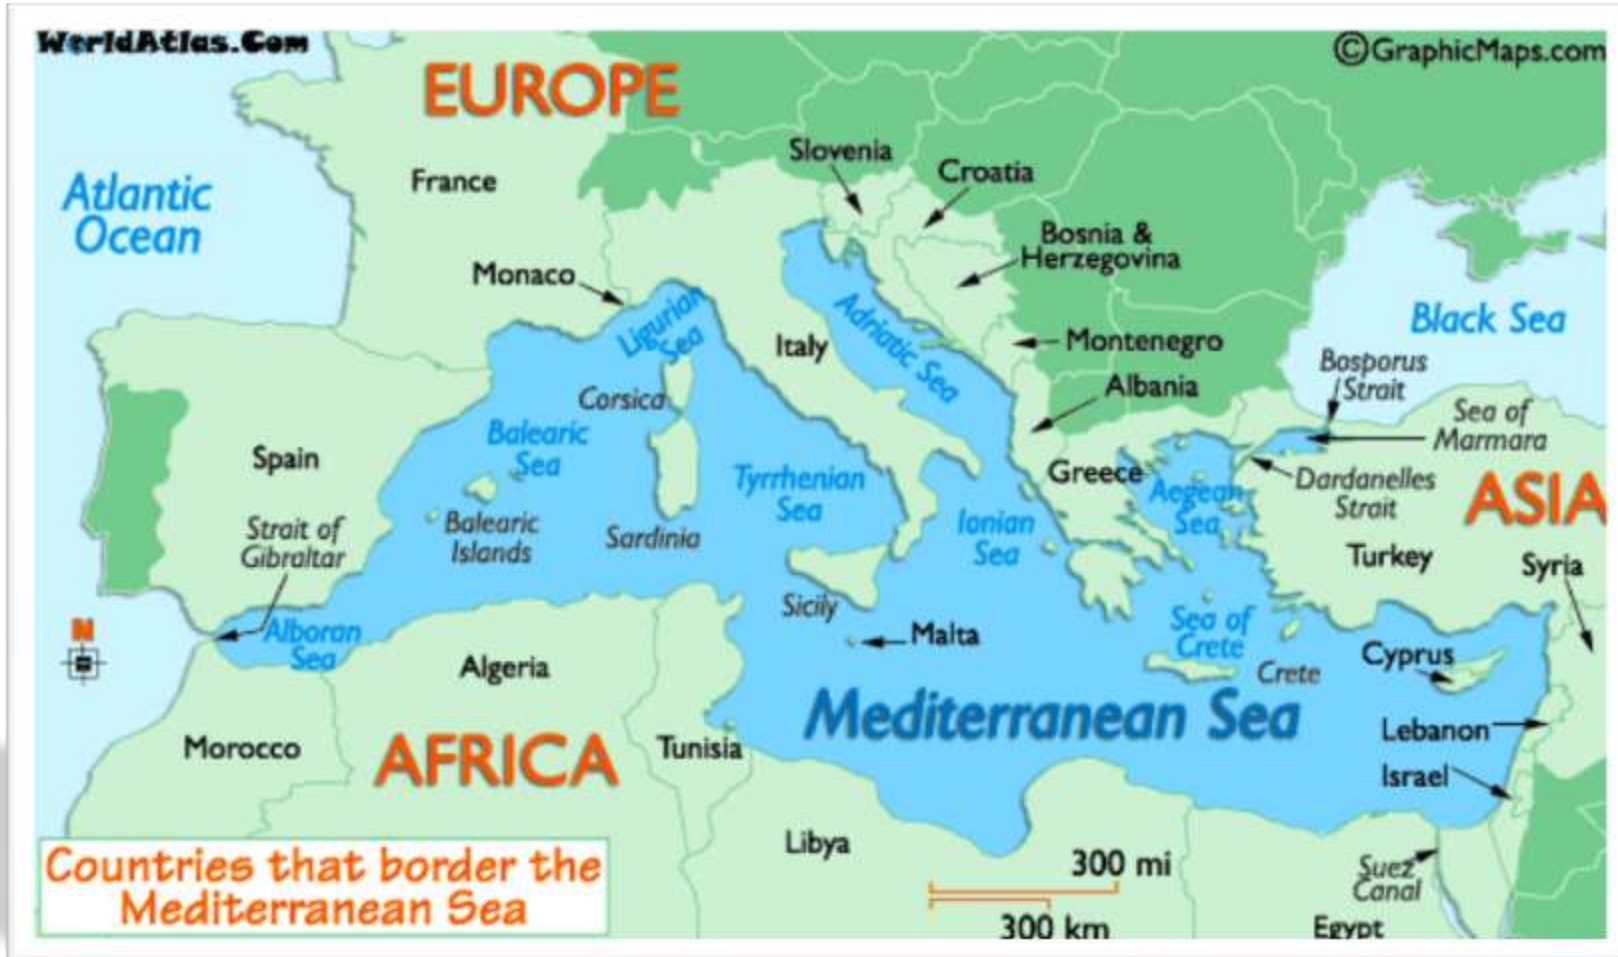 WorldAtlas.Com
©GraphicMaps.com
EUROPE
Slovenia
Croatia
France
Atlantic
Ocean
Bosnia &
Herzegovina
Monaco
Ligurian
Sea
Adriatic Sea
Black Sea
Italy
Montenegro
Bosporus
Strait
Albania
Corsica
Sea of
Marmara
Balearic
Sea
Spain
Tyrrhenian
Sea
Greece
Aegean
Sea
Dardanelles
Strait
ASIA
Strait of
Gibraltar
Balearic
Islands
Sardinia
Ionian
Sea
Turkey
Syria
Sicily
N
Alboran
Sea
Malta
Sea of
Crete
Crete
Cyprus
Algeria
Mediterranean Sea
Lebanon
Morocco
AFRICA
Tunisia
Israel
Libya
300 mi
300 km
Suez
Canal
Egypt
Countries that border the
Mediterranean Sea